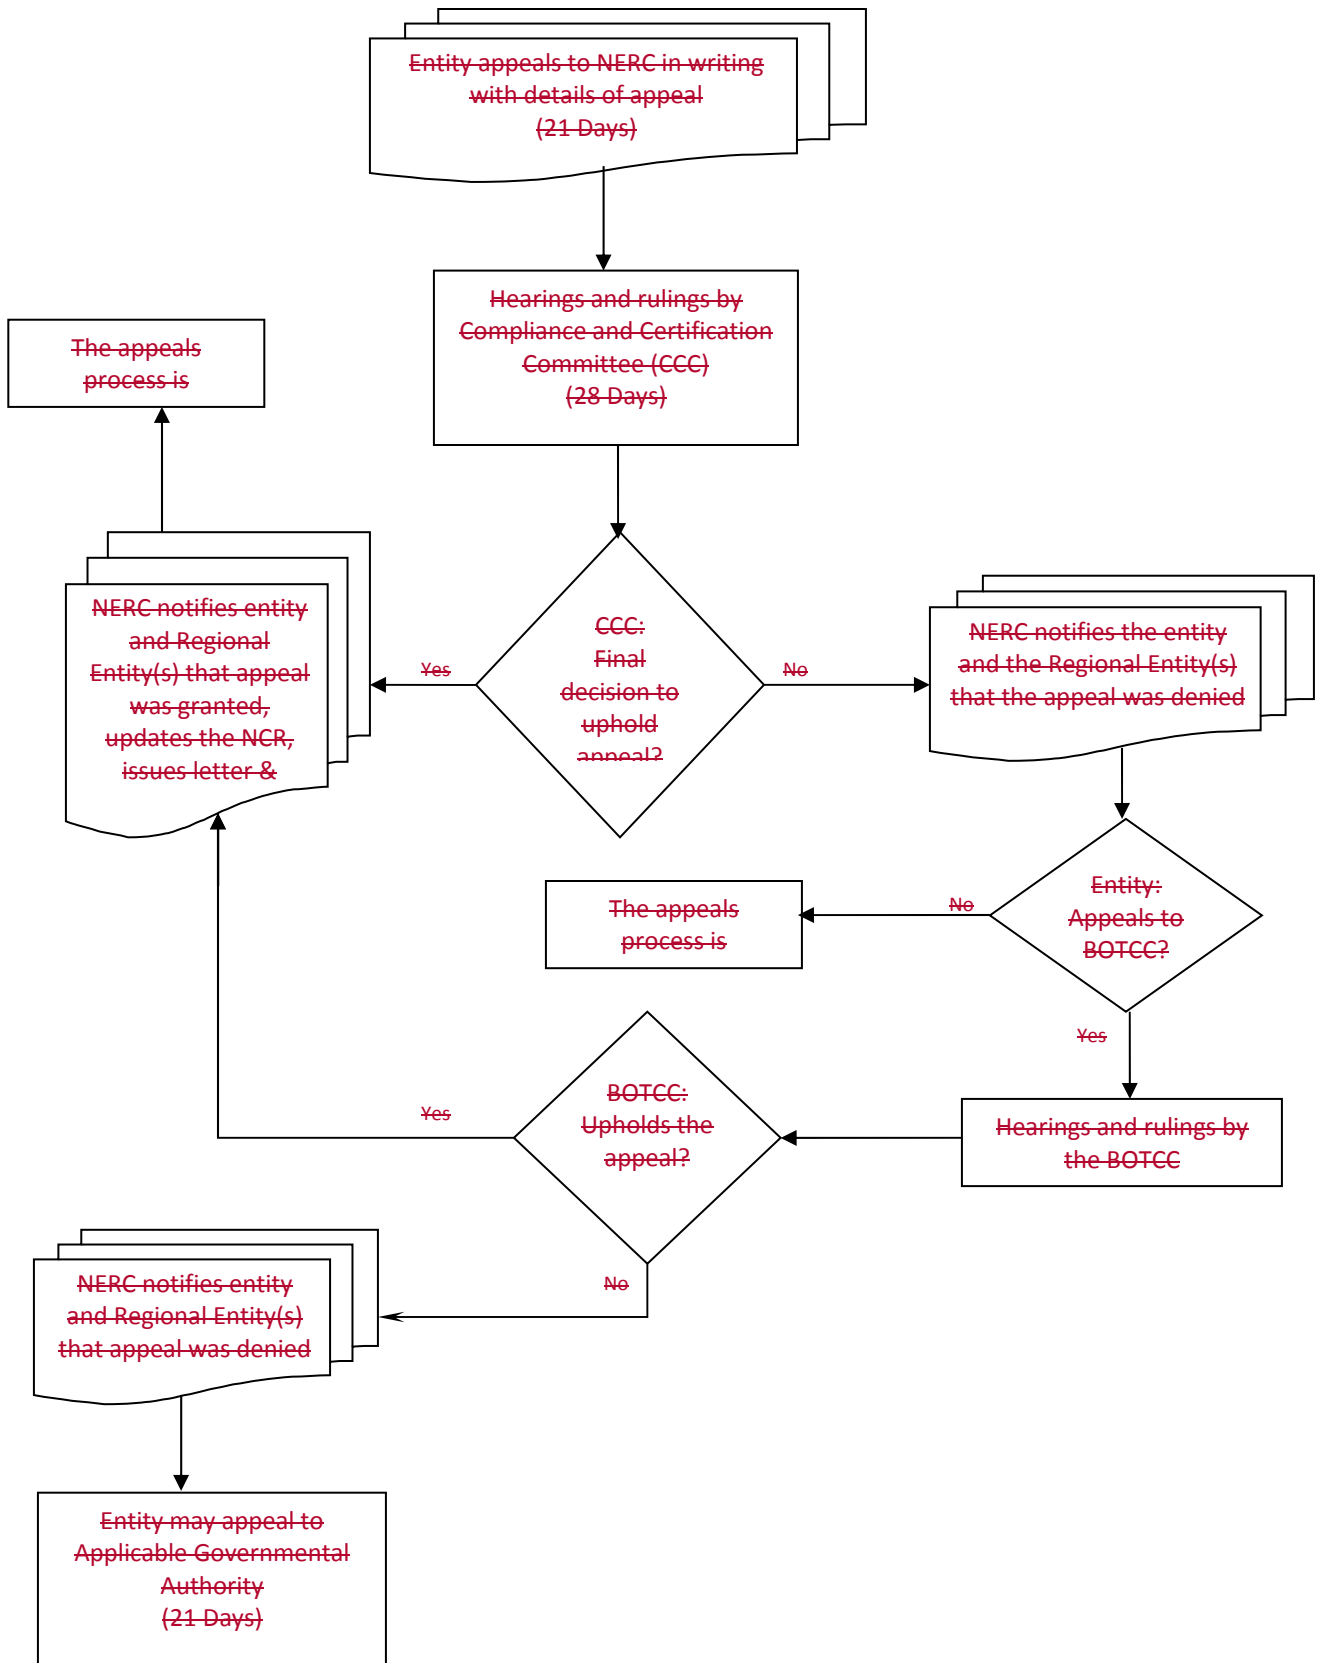 Entity appeals to NERC in writing
with details of appeal
(21 Days)
Hearings and rulings by
Compliance and Certification
Committee (CCC)
(28 Days)
The appeals
process is
NERC notifies entity
and Regional
Entity(s) that appeal
was granted,
updates the NCR,
issues letter &
Yes
CCC:
Final
decision to
uphold
appeal?
No
NERC notifies the entity
and the Regional Entity(s)
that the appeal was denied
The appeals
process is
No
Entity:
Appeals to
BOTCC?
Yes
Yes
BOTCC:
Upholds the
appeal?
Hearings and rulings by
the BOTCC
No
NERC notifies entity
and Regional Entity(s)
that appeal was denied
Entity may appeal to
Applicable Governmental
Authority
(21 Days)